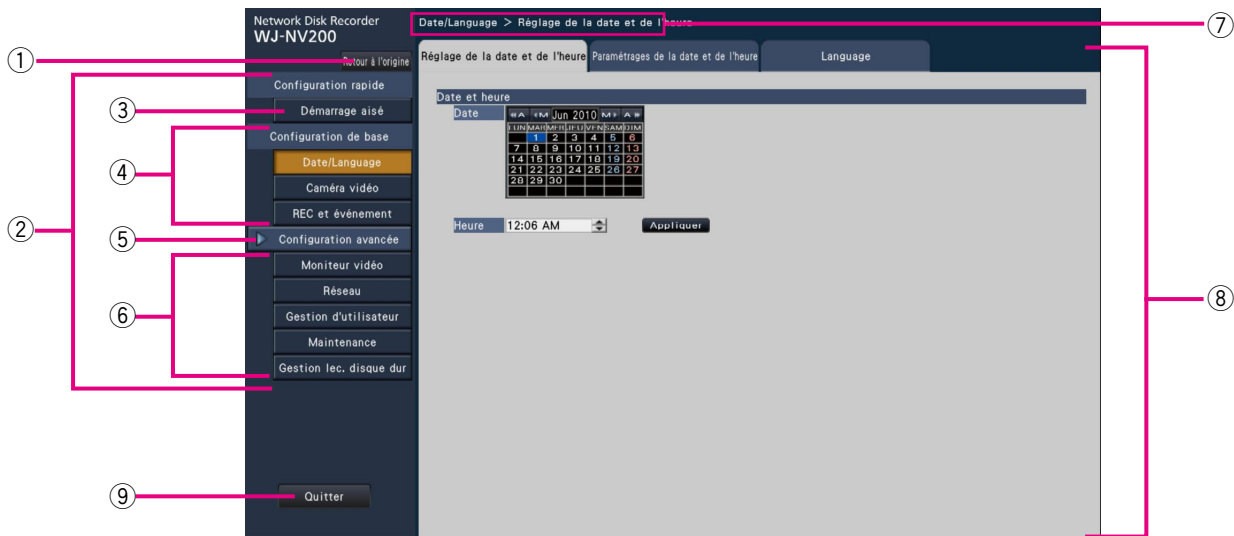 Network Disk Recorder
WJ-NV200
Date/Language > Réglage de la date et de l'heure
⑦
①
Retour à l'origine
Réglage de la date et de l'heure
Paramétrages de la date et de l'heure
Language
⑧
②
Configuration rapide
③
Démarrage aisé
④
Configuration de base
Date/Language
Caméra vidéo
REC et événement
⑤
Configuration avancée
⑥
Moniteur vidéo
Réseau
Gestion d'utilisateur
Maintenance
Gestion lec. disque dur
⑨
Quitter
Date et heure
Date
«A ‹M Jun 2010 M› A»
LUN MAR MER JEU VEN SAM DIM
1 2 3 4 5 6
7 8 9 10 11 12 13
14 15 16 17 18 19 20
21 22 23 24 25 26 27
28 29 30
Heure
12:06 AM
Appliquer